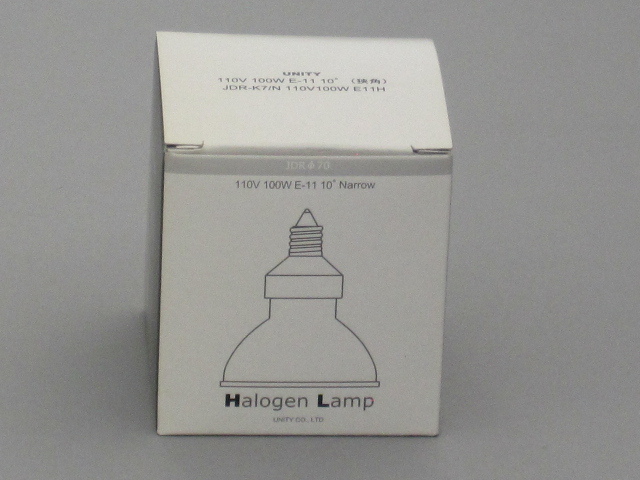 UNITY
110V 100W E-11 10° (狭角)
JDR-K7/N 110V100W E11H
JDRΦ70
110V 100W E-11 10° Narrow
Halogen Lamp
UNITY CO., LTD